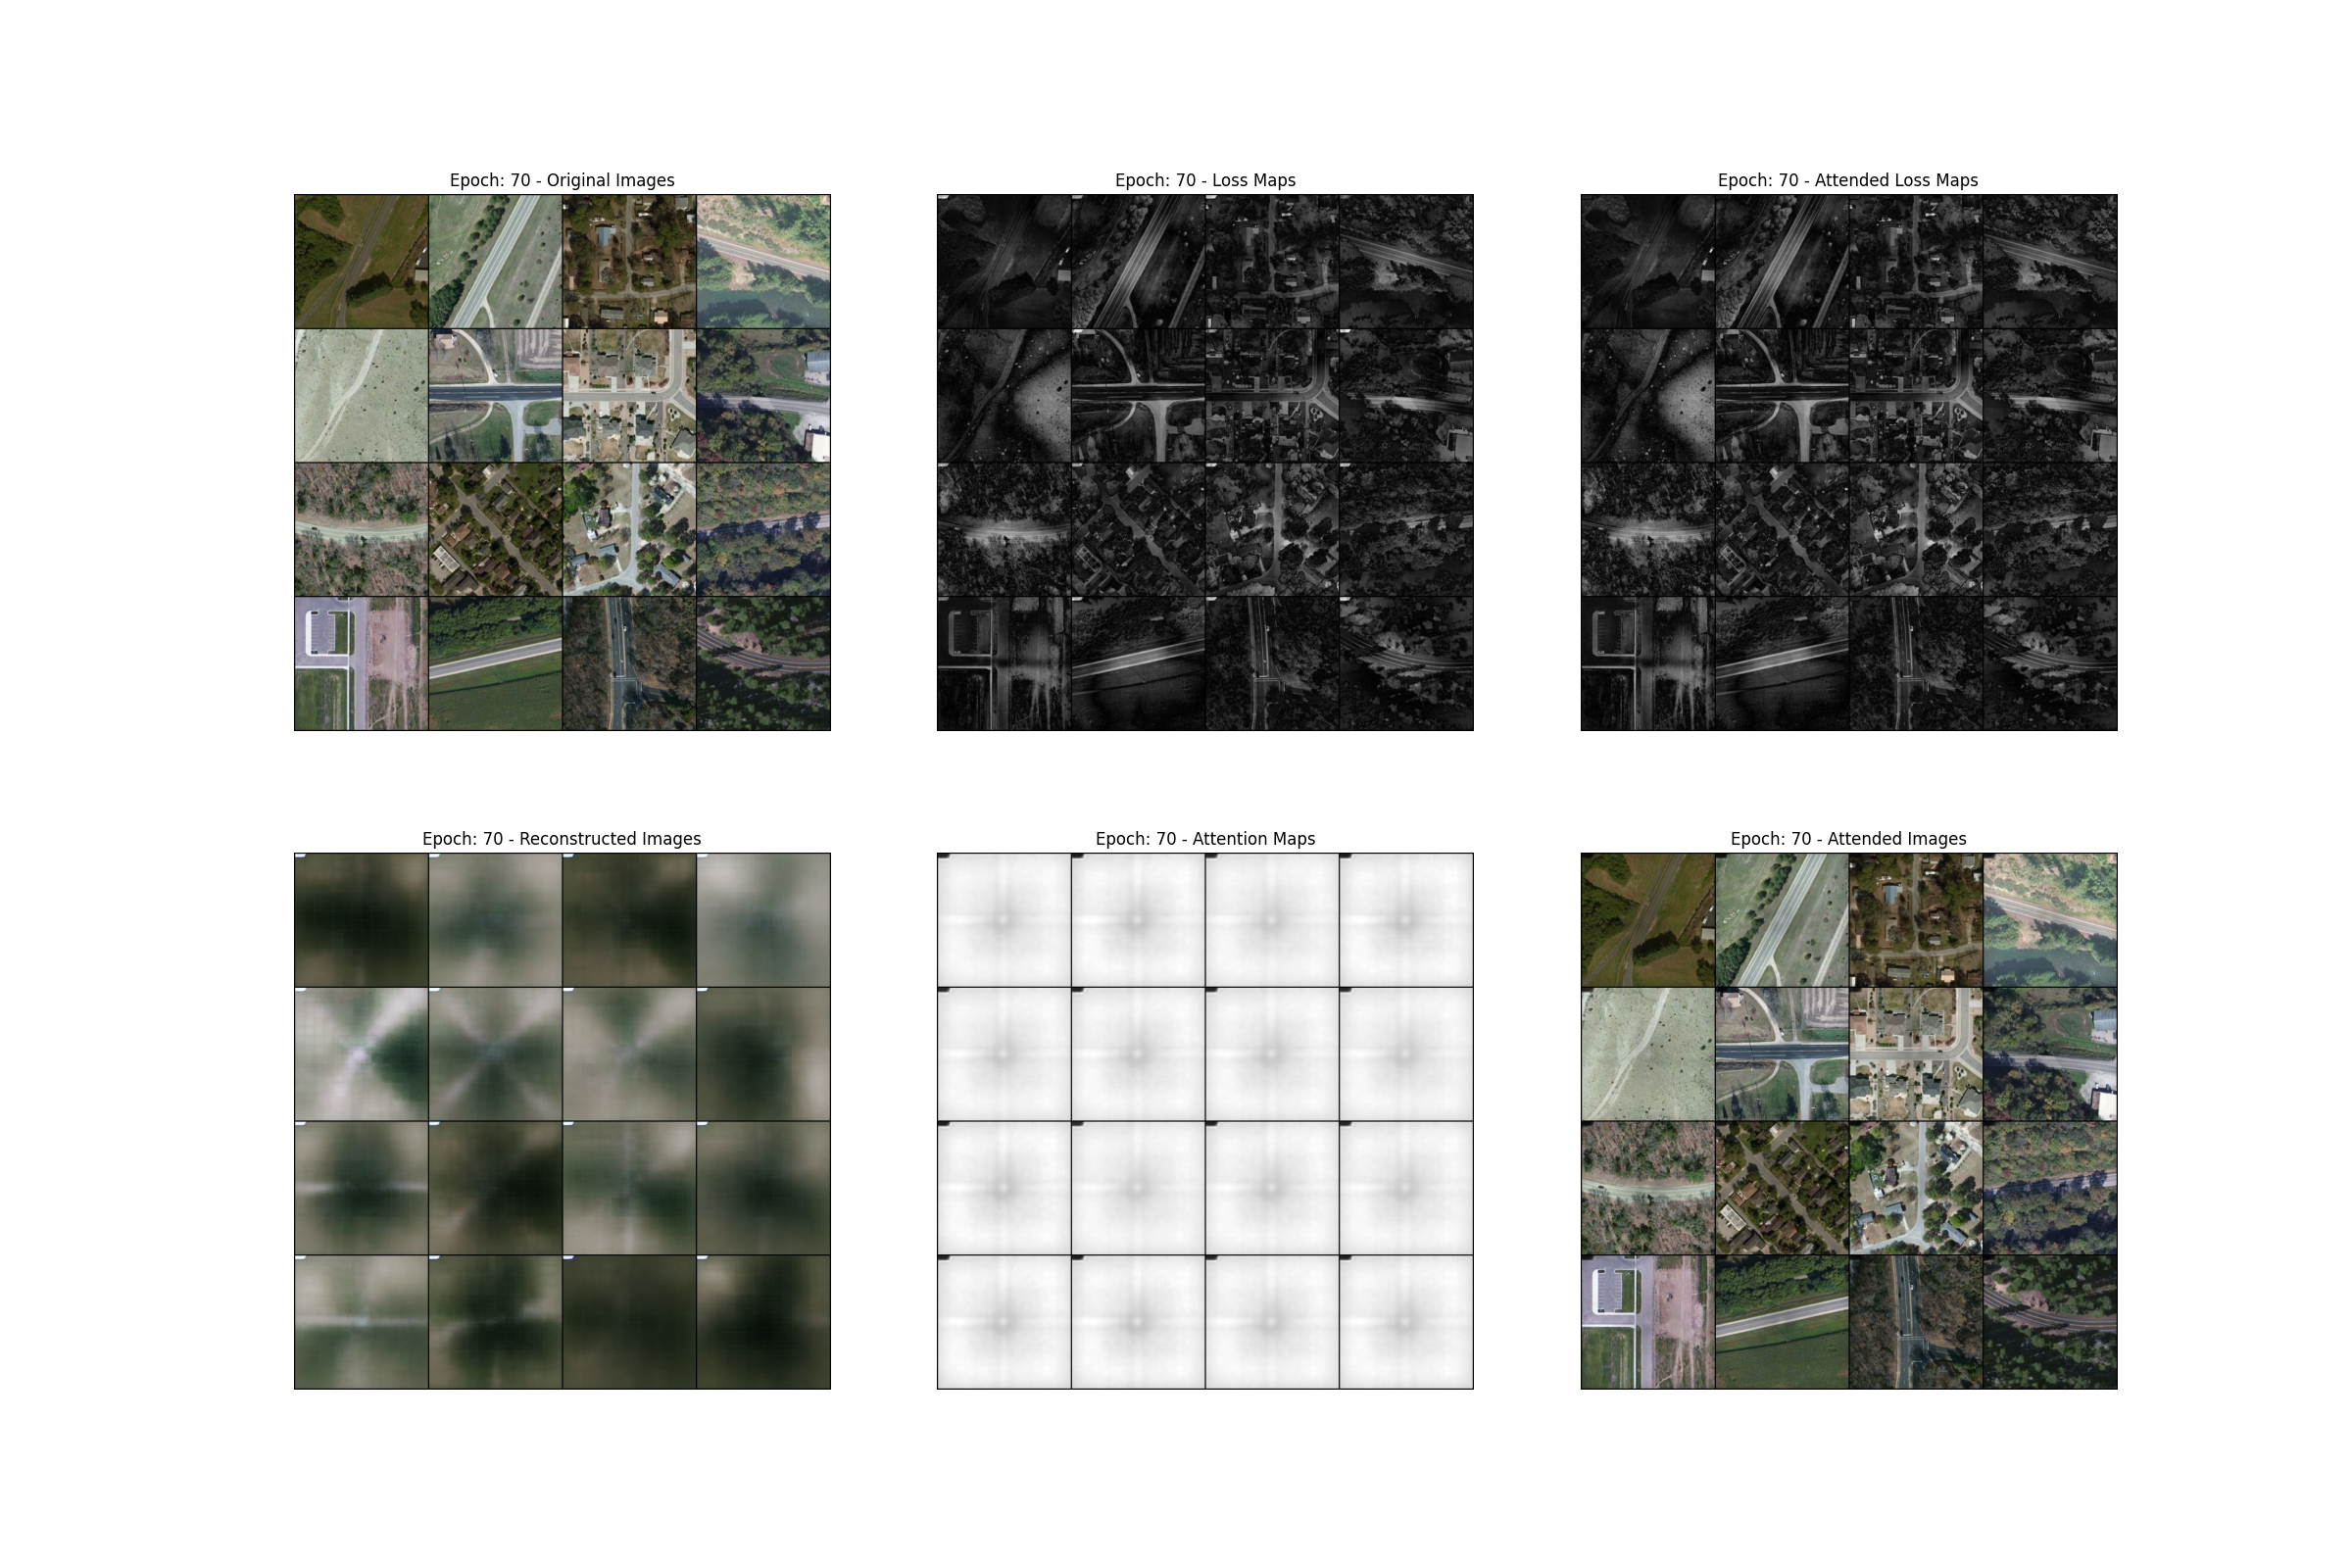 Epoch: 70 - Original Images
Epoch: 70 - Loss Maps
Epoch: 70 - Attended Loss Maps
Epoch: 70 - Reconstructed Images
Epoch: 70 - Attention Maps
Epoch: 70 - Attended Images